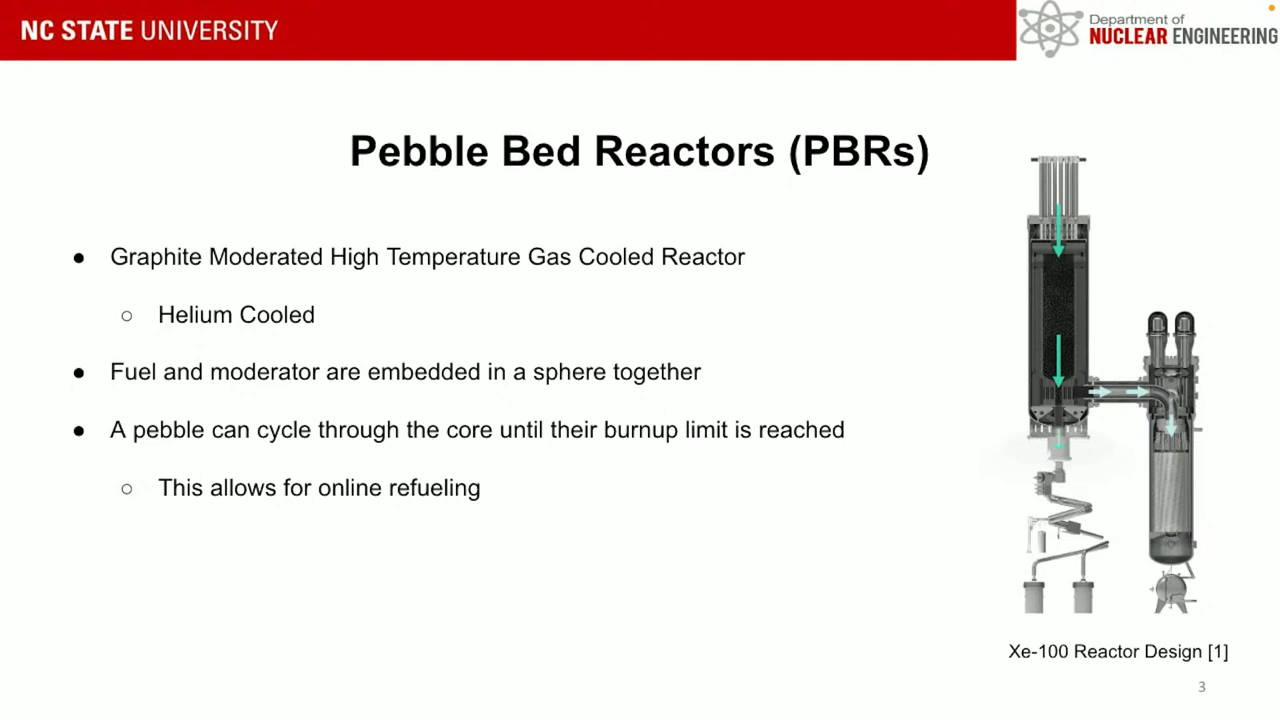 NC STATE UNIVERSITY
Department of
NUCLEAR ENGINEERING
Pebble Bed Reactors (PBRs)
● Graphite Moderated High Temperature Gas Cooled Reactor
○ Helium Cooled
● Fuel and moderator are embedded in a sphere together
● A pebble can cycle through the core until their burnup limit is reached
○ This allows for online refueling
Xe-100 Reactor Design [1]
3